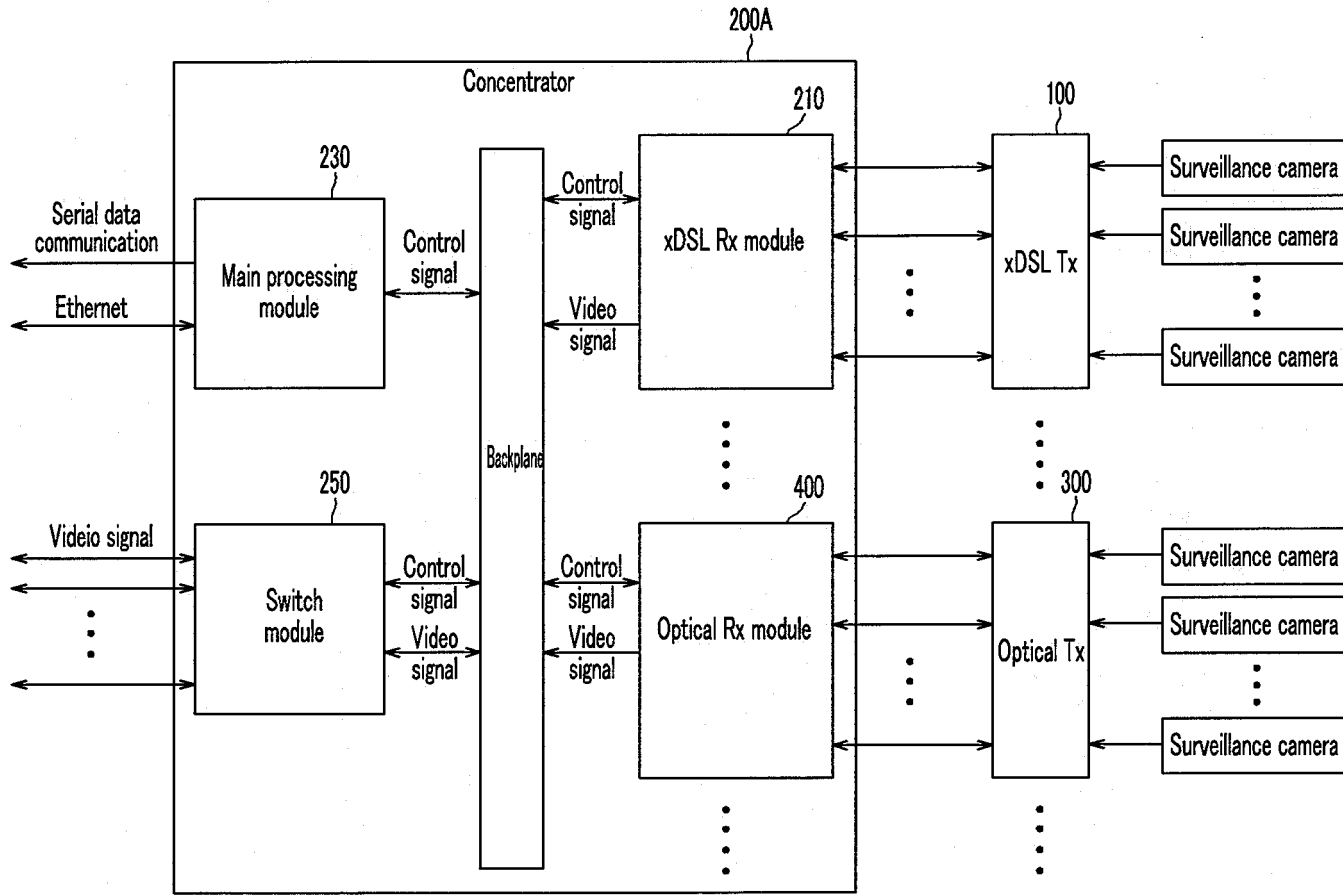 200A
Concentrator
210
100
230
Surveillance camera
Control
signal
Serial data
communication
Surveillance camera
xDSL Rx module
xDSL Tx
Control
signal
Main processing
module
Ethernet
Video
signal
Surveillance camera
Backplane
250
400
300
Videio signal
Surveillance camera
Control
signal
Control
signal
Switch
module
Surveillance camera
Optical Rx module
Video
signal
Video
signal
Optical Tx
Surveillance camera